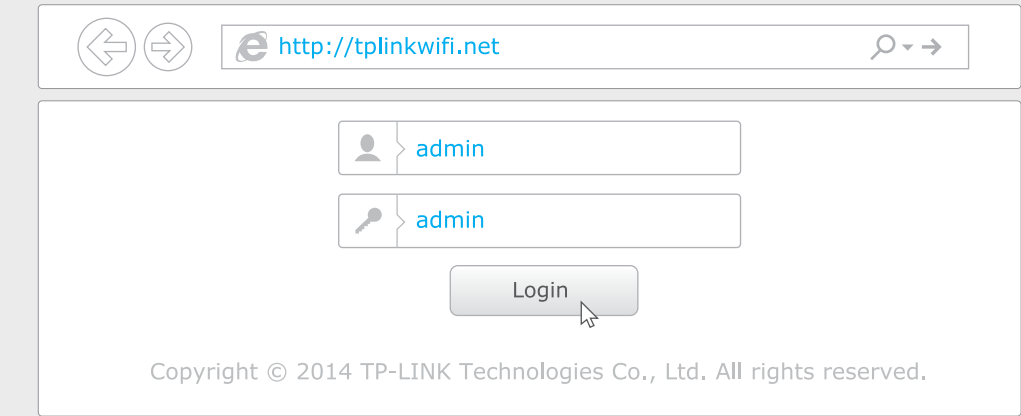 http://tplinkwifi.net
admin
admin
Login
Copyright © 2014 TP-LINK Technologies Co., Ltd. All rights reserved.